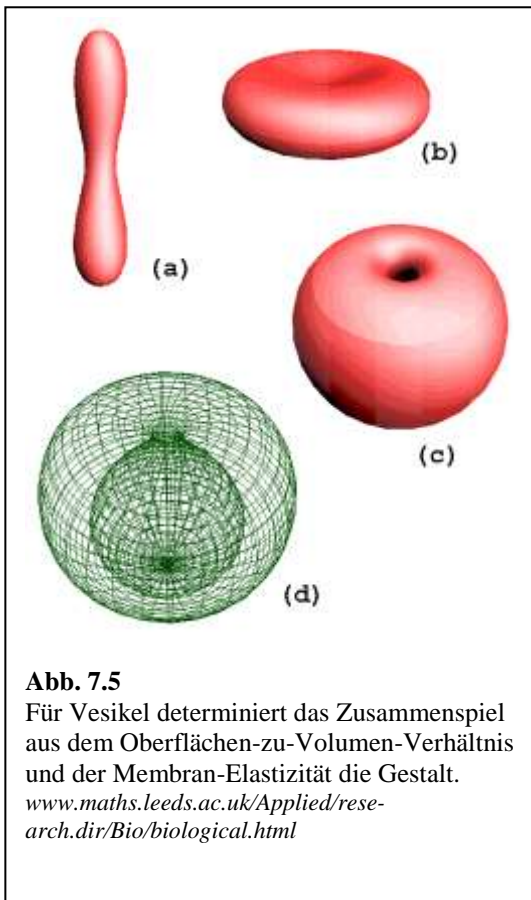 (a)
(b)
(c)
(d)
Abb. 7.5
Für Vesikel determiniert das Zusammenspiel
aus dem Oberflächen-zu-Volumen-Verhältnis
und der Membran-Elastizität die Gestalt.
www.maths.leeds.ac.uk/Applied/rese-
arch.dir/Bio/biological.html